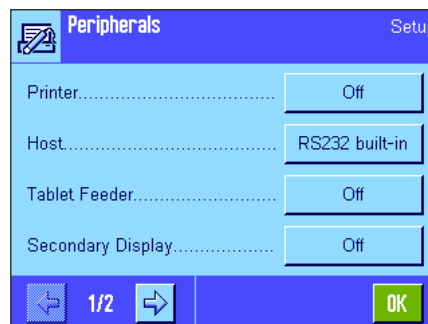 Peripherals Setu
Printer.................................... Off
Host....................................... RS232 built-in
Tablet Feeder.......................... Off
Secondary Display.................. Off
1/2 OK